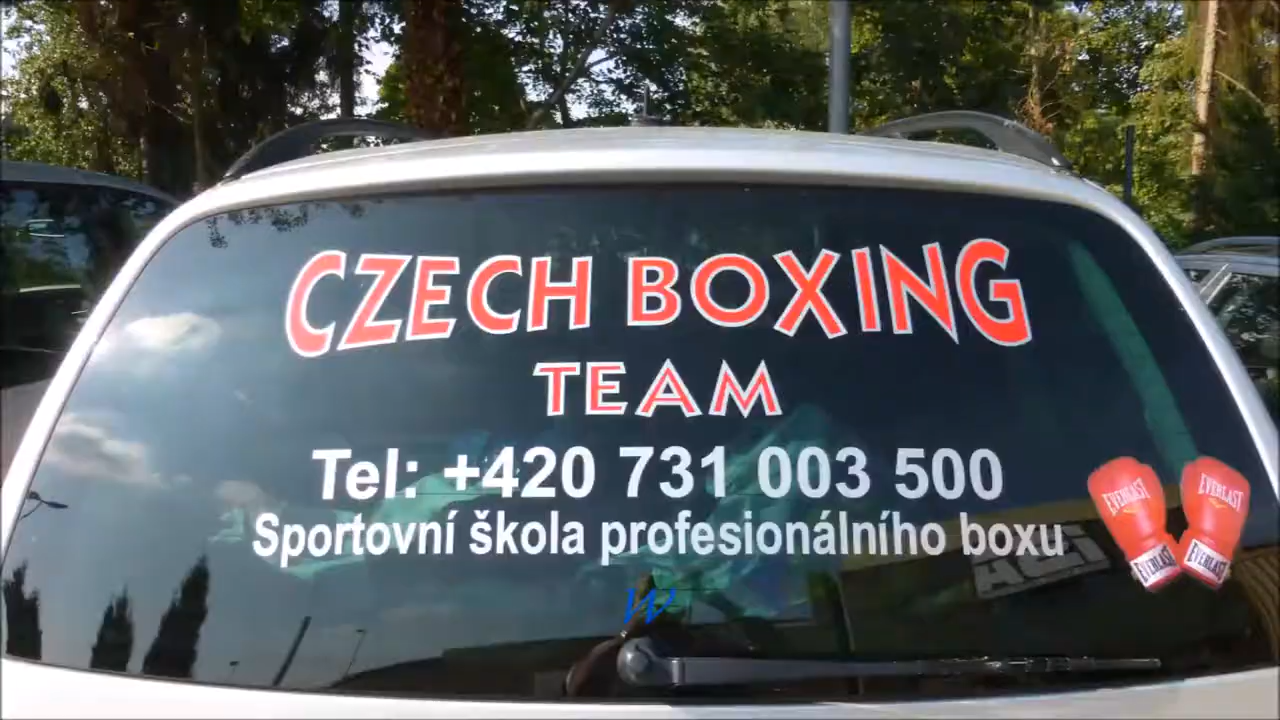 CZECH BOXING
TEAM
Tel: +420 731 003 500
Sportovní škola profesionálního boxu
EVERLAST EVERLAST
EVERLAST EVERLAST
W